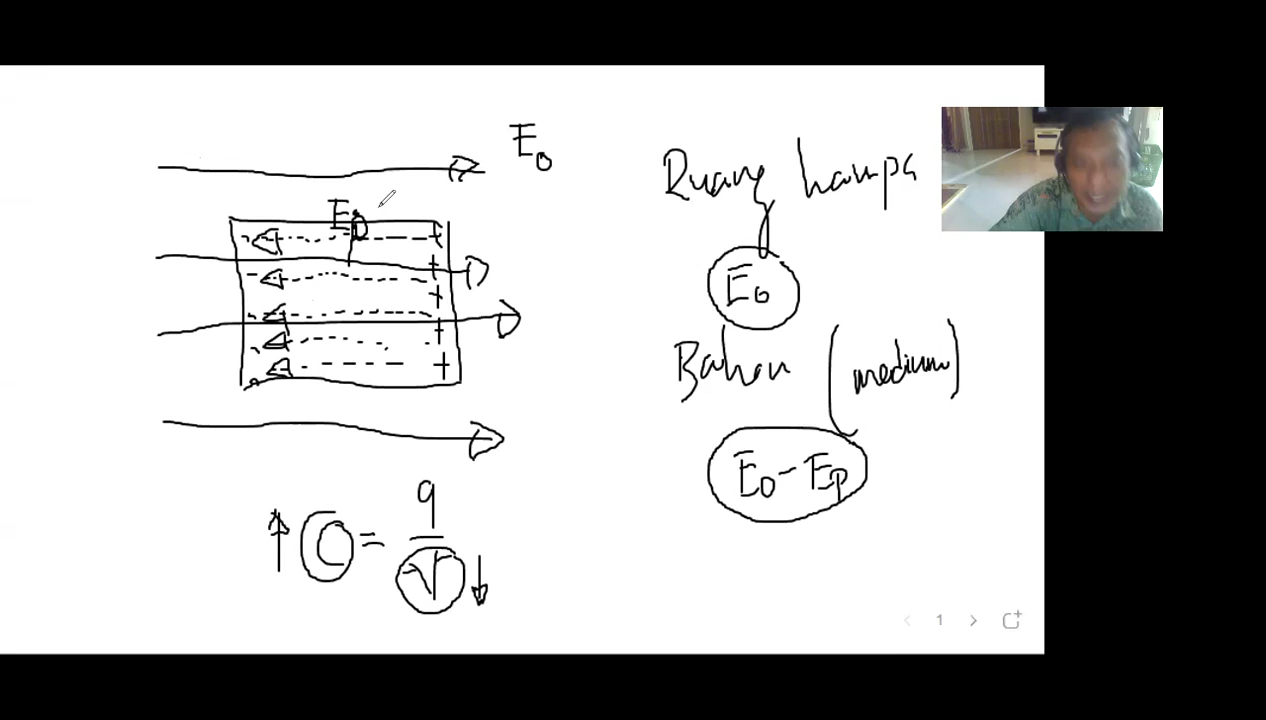 E₀
Ep
Ruang hampa
E₀
Bahan (medium)
E₀ - Ep
↑ C = q/V ↓
1